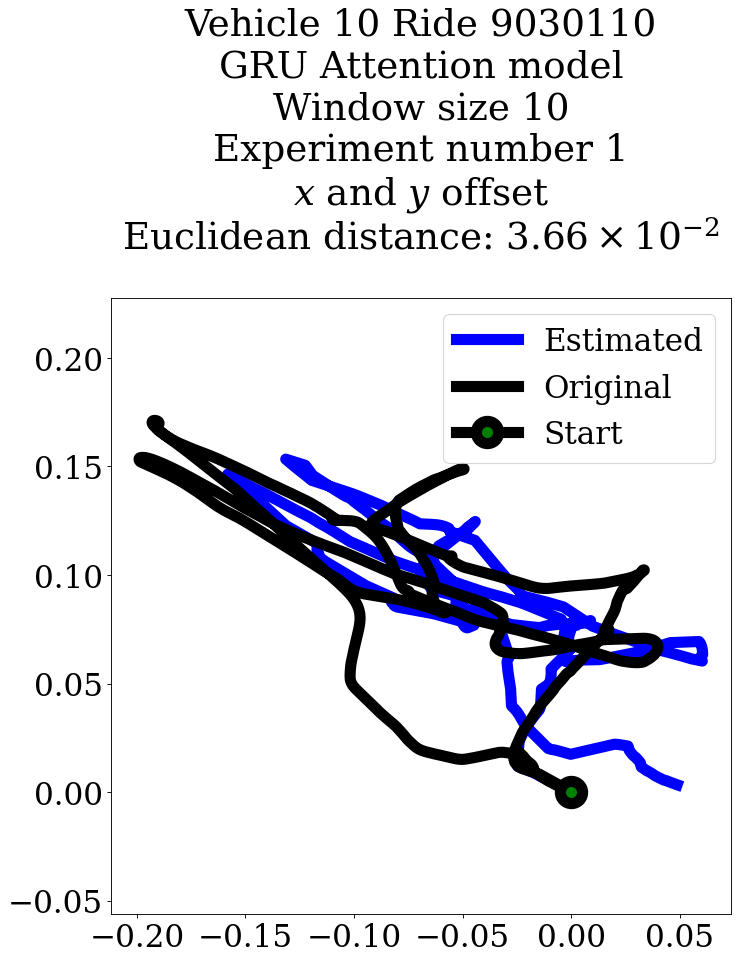 Vehicle 10 Ride 9030110
GRU Attention model
Window size 10
Experiment number 1
x and y offset
Euclidean distance: 3.66 × 10⁻²
Estimated
Original
Start
0.20
0.15
0.10
0.05
0.00
−0.05
−0.20 −0.15 −0.10 −0.05 0.00 0.05